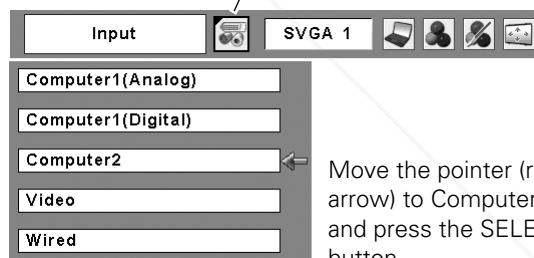 Input
SVGA 1
Computer1(Analog)
Computer1(Digital)
Computer2
Video
Wired
Move the pointer
arrow) to Computer
and press the
button